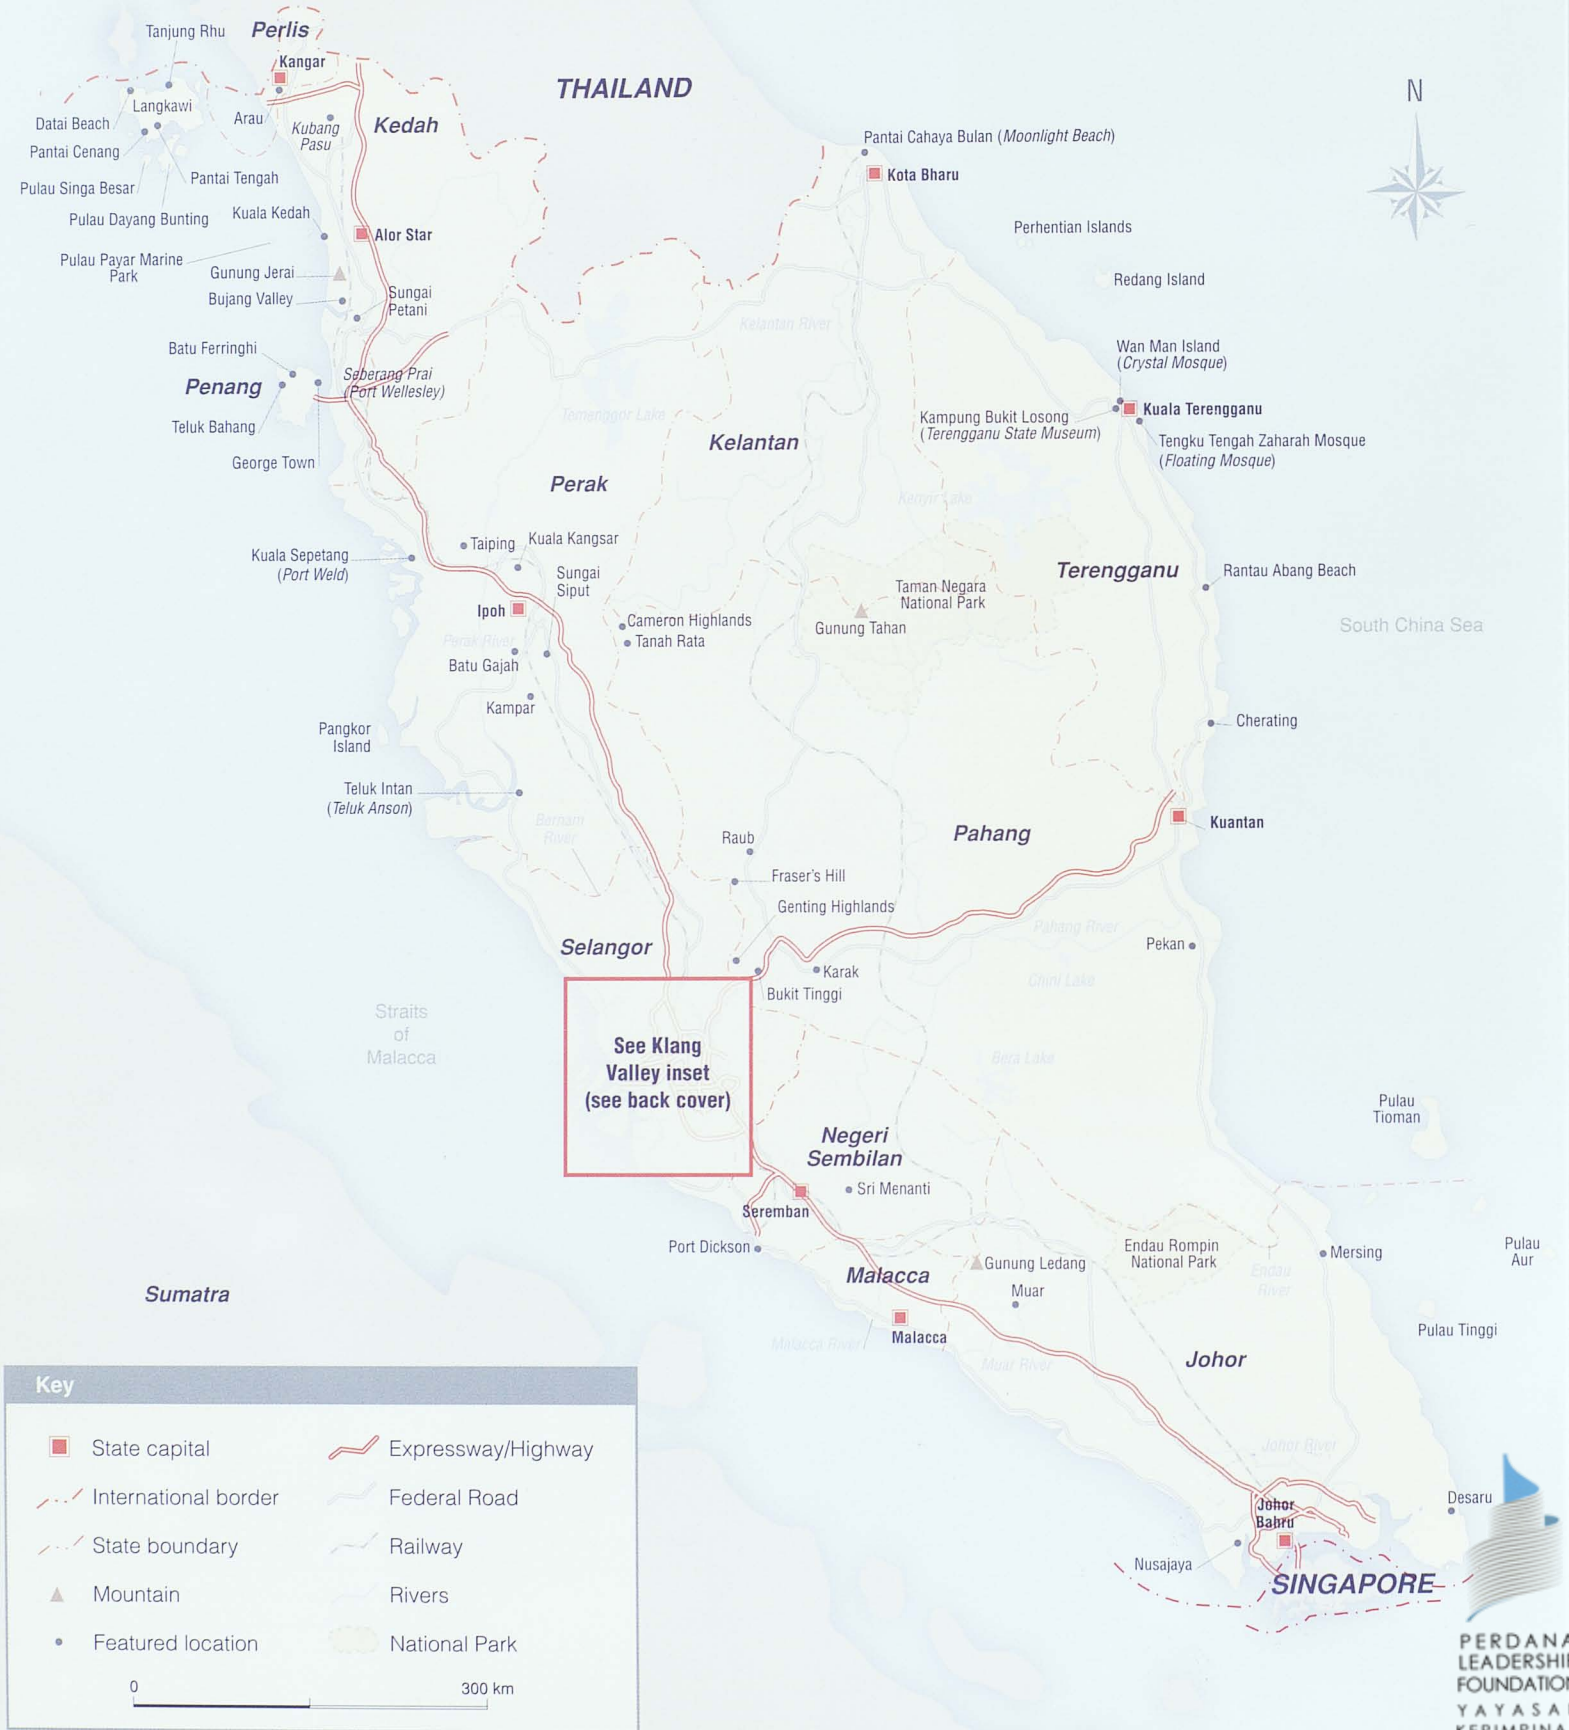 Tanjung Rhu
Perlis
Kangar
THAILAND
N
Langkawi
Datai Beach
Arau
Kubang
Pasu
Kedah
Pantai Cenang
Pantai Cahaya Bulan (Moonlight Beach)
Kota Bharu
Pulau Singa Besar
Pantai Tengah
Pulau Dayang Bunting
Kuala Kedah
Alor Star
Perhentian Islands
Pulau Payar Marine
Park
Gunung Jerai
Bujang Valley
Sungai
Petani
Redang Island
Kelantan River
Batu Ferringhi
Penang
Seberang Prai
(Port Wellesley)
Wan Man Island
(Crystal Mosque)
Teluk Bahang
George Town
Temenggor Lake
Kelantan
Kampung Bukit Losong
(Terengganu State Museum)
Kuala Terengganu
Tengku Tengah Zaharah Mosque
(Floating Mosque)
Perak
Kenyir Lake
Kuala Sepetang
(Port Weld)
Taiping
Kuala Kangsar
Sungai
Siput
Terengganu
Rantau Abang Beach
Taman Negara
National Park
Gunung Tahan
Ipoh
Cameron Highlands
Tanah Rata
South China Sea
Perak River
Batu Gajah
Kampar
Pangkor
Island
Cherating
Teluk Intan
(Teluk Anson)
Bernam
River
Raub
Pahang
Kuantan
Fraser's Hill
Genting Highlands
Selangor
Pahang River
Pekan
Karak
Bukit Tinggi
Chini Lake
Straits
of
Malacca
See Klang
Valley inset
(see back cover)
Bera Lake
Pulau
Tioman
Negeri
Sembilan
Sri Menanti
Seremban
Port Dickson
Gunung Ledang
Endau Rompin
National Park
Endau
River
Mersing
Pulau
Aur
Sumatra
Malacca
Muar
Malacca
Malacca River
Muar River
Pulau Tinggi
Johor
Johor River
Desaru
Johor
Bahru
Nusajaya
SINGAPORE
Key
State capital
Expressway/Highway
International border
Federal Road
State boundary
Railway
Mountain
Rivers
Featured location
National Park
0
300 km
PERDANA
LEADERSHIP
FOUNDATION
YAYASA